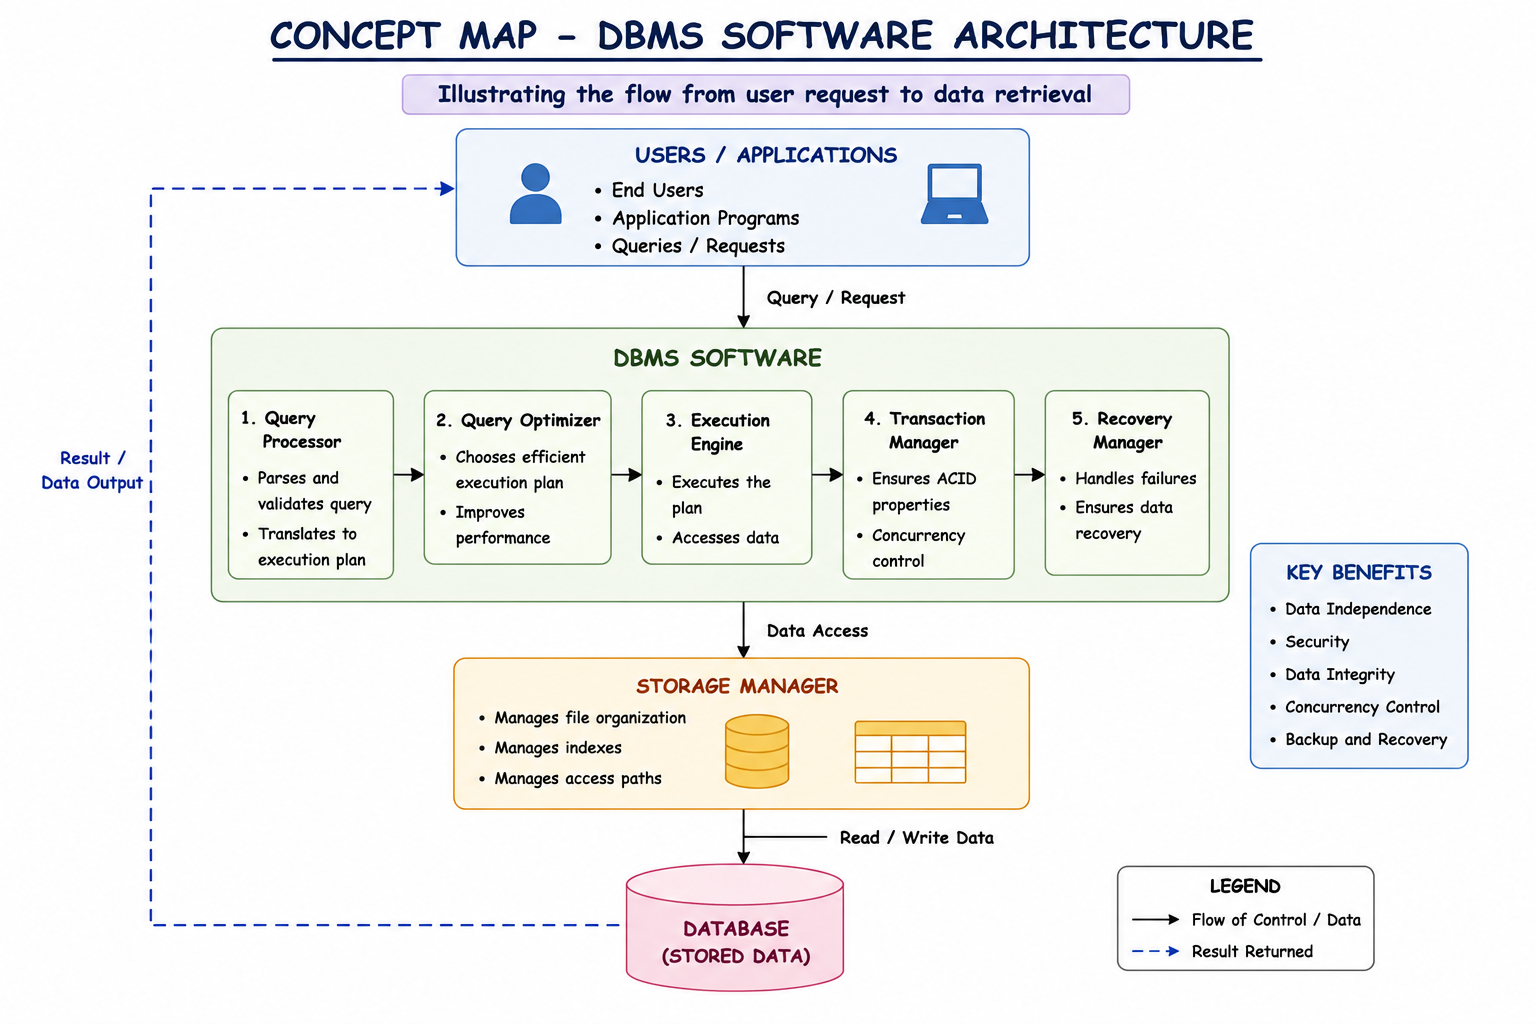 CONCEPT MAP – DBMS SOFTWARE ARCHITECTURE
Illustrating the flow from user request to data retrieval
USERS / APPLICATIONS
• End Users
• Application Programs
• Queries / Requests
Query / Request
DBMS SOFTWARE
1. Query
Processor
• Parses and
validates query
• Translates to
execution plan
2. Query Optimizer
• Chooses efficient
execution plan
• Improves
performance
3. Execution
Engine
• Executes the
plan
• Accesses data
4. Transaction
Manager
• Ensures ACID
properties
• Concurrency
control
5. Recovery
Manager
• Handles failures
• Ensures data
recovery
Result /
Data Output
Data Access
STORAGE MANAGER
• Manages file organization
• Manages indexes
• Manages access paths
KEY BENEFITS
• Data Independence
• Security
• Data Integrity
• Concurrency Control
• Backup and Recovery
Read / Write Data
DATABASE
(STORED DATA)
LEGEND
Flow of Control / Data
Result Returned